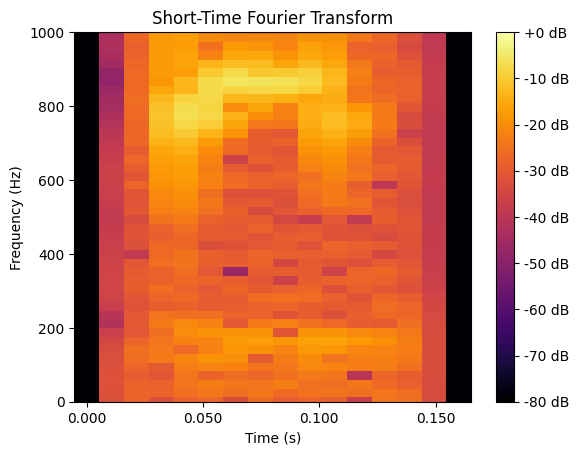 Short-Time Fourier Transform
1000
800
600
400
200
0
Frequency (Hz)
0.000
0.050
0.100
0.150
Time (s)
+0 dB
-10 dB
-20 dB
-30 dB
-40 dB
-50 dB
-60 dB
-70 dB
-80 dB